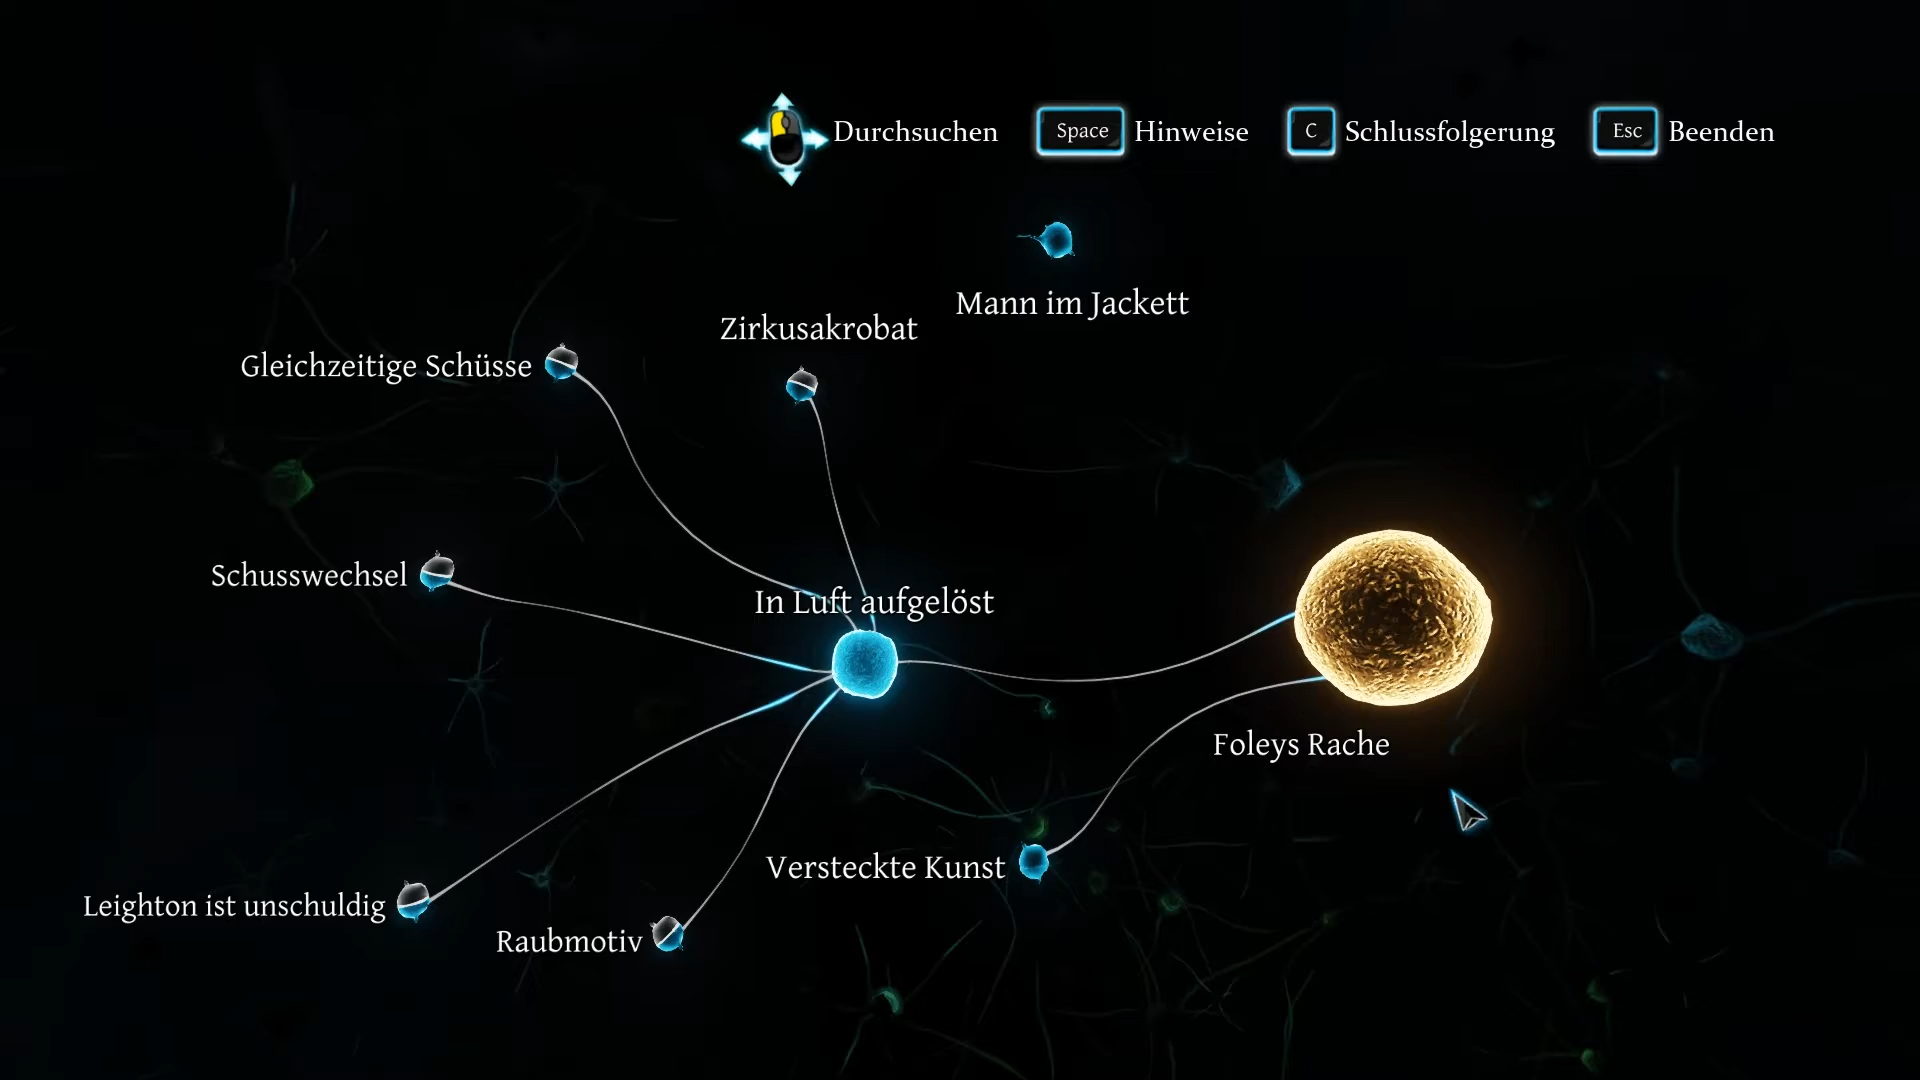 Durchsuchen
Space Hinweise
C Schlussfolgerung
Esc Beenden
Mann im Jackett
Zirkusakrobat
Gleichzeitige Schüsse
Schusswechsel
In Luft aufgelöst
Foleys Rache
Versteckte Kunst
Leighton ist unschuldig
Raubmotiv